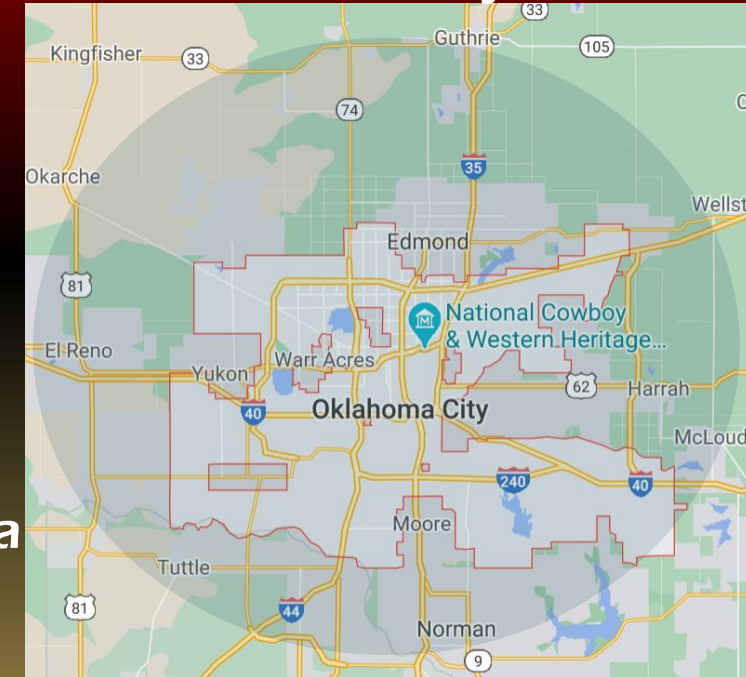 33
Kingfisher
33
Guthrie
105
74
35
Okarche
Wellst
Edmond
81
National Cowboy
& Western Heritage...
El Reno
Warr Acres
Yukon
62
Harrah
40
Oklahoma City
McLoud
240
40
Moore
a
Tuttle
81
44
Norman
9